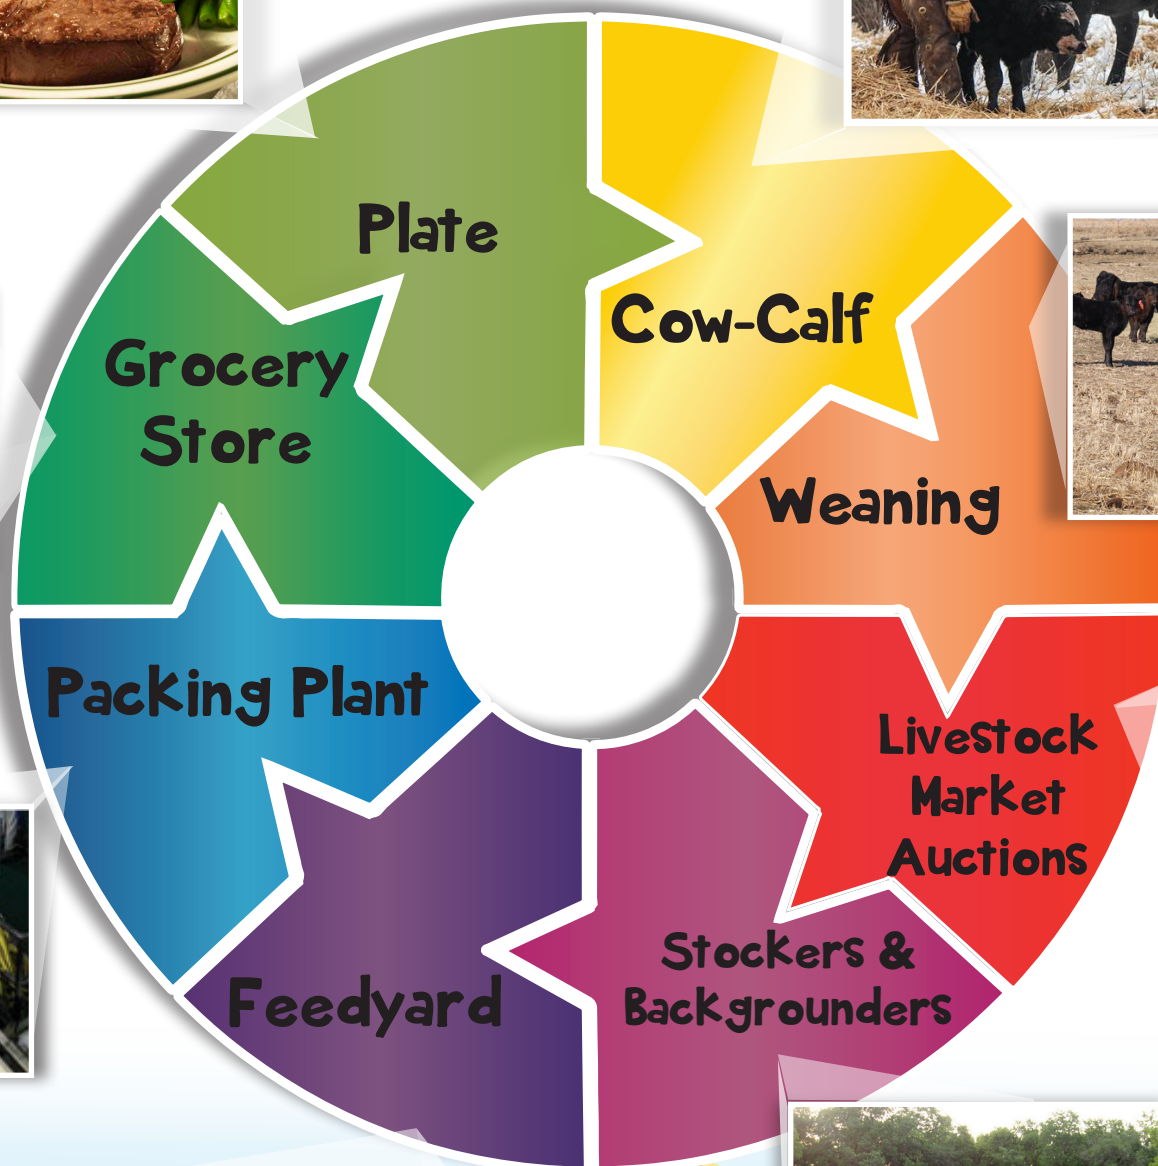 Plate
Cow-Calf
Grocery
Store
Weaning
Packing Plant
Livestock
Market
Auctions
Stockers &
Backgrounders
Feedyard